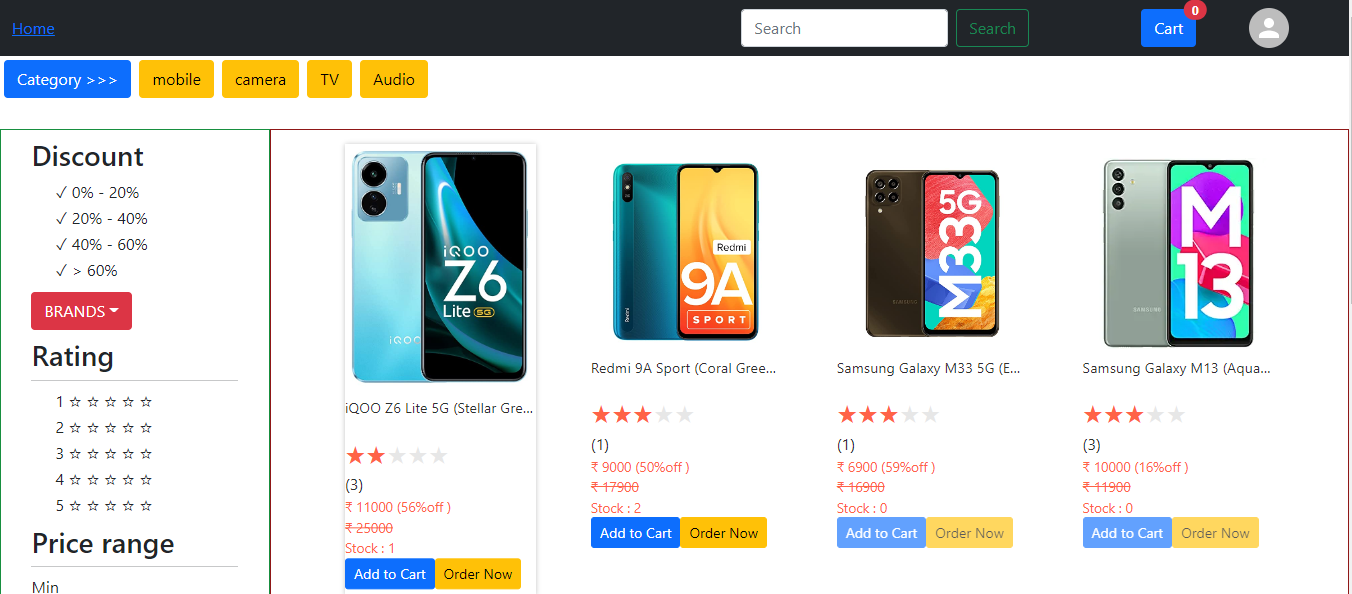 Home
Search
Search
Cart
0
Category >>>
mobile
camera
TV
Audio
Discount
✓ 0% - 20%
✓ 20% - 40%
✓ 40% - 60%
✓ > 60%
BRANDS
Rating
1 ☆ ☆ ☆ ☆ ☆
2 ☆ ☆ ☆ ☆ ☆
3 ☆ ☆ ☆ ☆ ☆
4 ☆ ☆ ☆ ☆ ☆
5 ☆ ☆ ☆ ☆ ☆
Price range
Min
iQOO
Z6
Lite 5G
iQOO
iQOO Z6 Lite 5G (Stellar Gre...
(3)
₹ 11000 (56%off )
₹ 25000
Stock : 1
Add to Cart
Order Now
Redmi
9A
SPORT
Redmi
Redmi 9A Sport (Coral Gree...
(1)
₹ 9000 (50%off )
₹ 17900
Stock : 2
Add to Cart
Order Now
5G
M33
SAMSUNG
Samsung Galaxy M33 5G (E...
(1)
₹ 6900 (59%off )
₹ 16900
Stock : 0
Add to Cart
Order Now
M
13
SAMSUNG
Samsung Galaxy M13 (Aqua...
(3)
₹ 10000 (16%off )
₹ 11900
Stock : 0
Add to Cart
Order Now